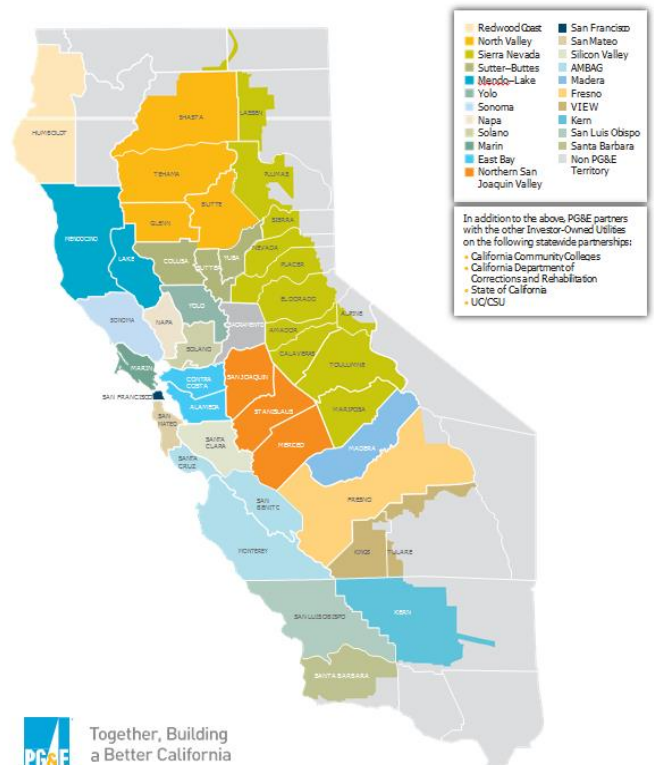 Redwood Coast
North Valley
Sierra Nevada
Sutter–Buttes
Mendo–Lake
Yolo
Sonoma
Napa
Solano
Marin
East Bay
Northern San
Joaquin Valley
San Francisco
San Mateo
Silicon Valley
AMBAG
Madera
Fresno
VIEW
Kern
San Luis Obispo
Santa Barbara
Non PG&E
Territory
In addition to the above, PG&E partners
with the other Investor-Owned Utilities
on the following statewide partnerships:
• California Community Colleges
• California Department of
Corrections and Rehabilitation
• State of California
• UC/CSU
HUMBOLDT
SHASTA
LASSEN
TEHAMA
PLUMAS
GLENN
BUTTE
SIERRA
MENDOCINO
LAKE
COLUSA
SUTTER
YUBA
NEVADA
PLACER
EL DORADO
ALPINE
SONOMA
NAPA
YOLO
SACRAMENTO
AMADOR
SOLANO
CALAVERAS
TOULUMNE
MARIN
CONTRA
COSTA
SAN JOAQUIN
SAN FRANCISCO
ALAMEDA
STANISLAUS
MARIPOSA
SAN
MATEO
SANTA
CLARA
MERCED
MADERA
SANTA
CRUZ
SAN
BENITO
FRESNO
MONTEREY
KINGS
TULARE
SAN LUIS OBISPO
KERN
SANTA BARBARA
PG&E
Together, Building
a Better California